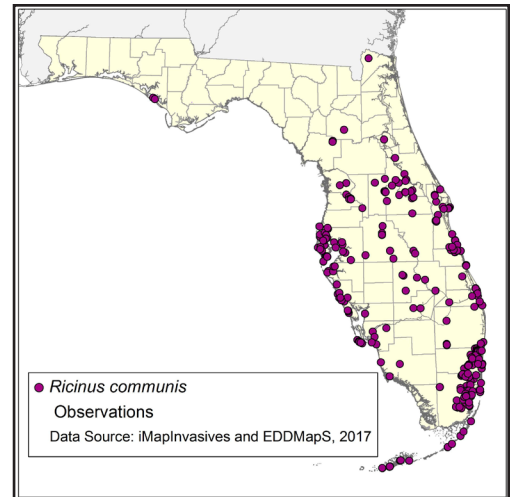 Ricinus communis
Observations
Data Source: iMapInvasives and EDDMapS, 2017